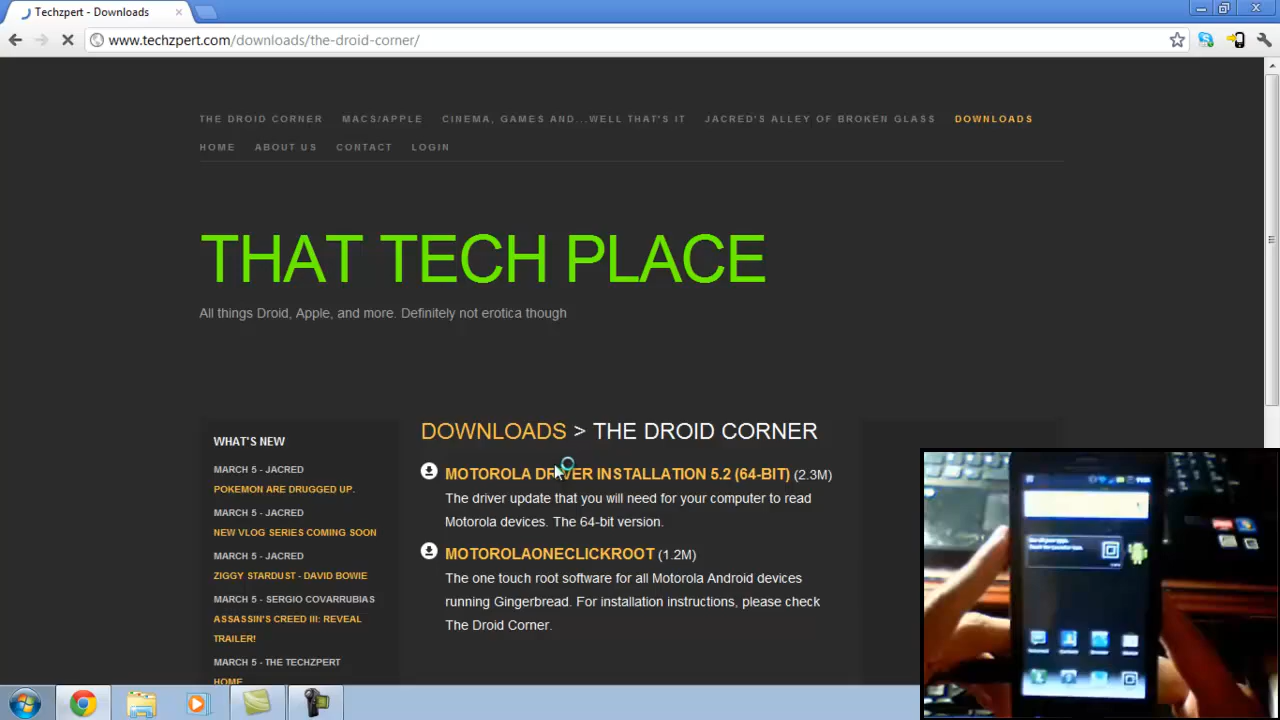 Techzpert - Downloads
www.techzpert.com/downloads/the-droid-corner/
THE DROID CORNER MACS/APPLE CINEMA, GAMES AND...WELL THAT'S IT JACRED'S ALLEY OF BROKEN GLASS DOWNLOADS
HOME ABOUT US CONTACT LOGIN
THAT TECH PLACE
All things Droid, Apple, and more. Definitely not erotica though
WHAT'S NEW
MARCH 5 - JACRED
POKEMON ARE DRUGGED UP.
MARCH 5 - JACRED
NEW VLOG SERIES COMING SOON
MARCH 5 - JACRED
ZIGGY STARDUST - DAVID BOWIE
MARCH 5 - SERGIO COVARRUBIAS
ASSASSIN'S CREED III: REVEAL
TRAILER!
MARCH 5 - THE TECHZPERT
HOME
DOWNLOADS > THE DROID CORNER
MOTOROLA DRIVER INSTALLATION 5.2 (64-BIT) (2.3M)
The driver update that you will need for your computer to read
Motorola devices. The 64-bit version.
MOTOROLAONECLICKROOT (1.2M)
The one touch root software for all Motorola Android devices
running Gingerbread. For installation instructions, please check
The Droid Corner.